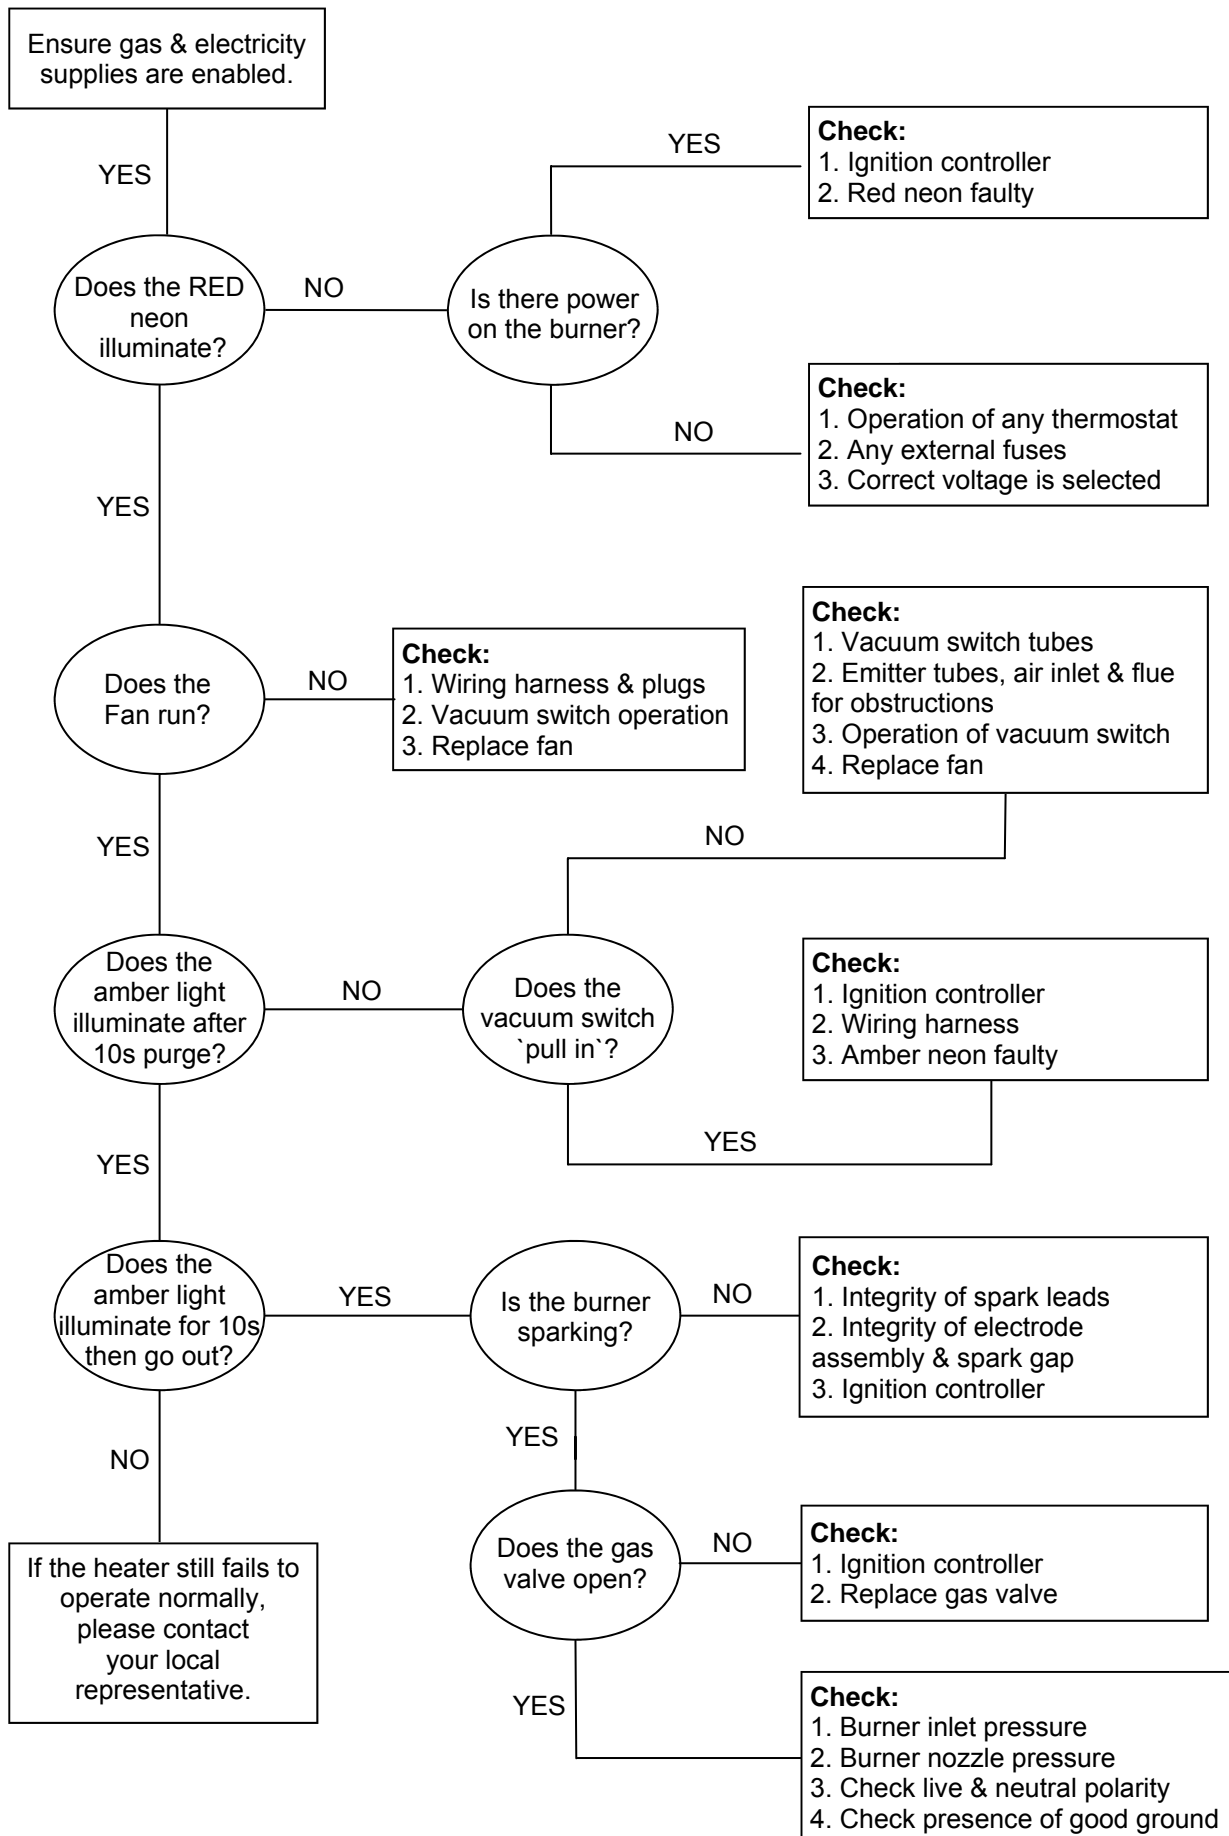 Ensure gas & electricity
supplies are enabled.
YES
Does the RED
neon
illuminate?
NO
Is there power
on the burner?
YES
Check:
1. Ignition controller
2. Red neon faulty
NO
Check:
1. Operation of any thermostat
2. Any external fuses
3. Correct voltage is selected
YES
Does the
Fan run?
NO
Check:
1. Wiring harness & plugs
2. Vacuum switch operation
3. Replace fan
YES
Does the
amber light
illuminate after
10s purge?
NO
Does the
vacuum switch
`pull in`?
NO
Check:
1. Vacuum switch tubes
2. Emitter tubes, air inlet & flue
for obstructions
3. Operation of vacuum switch
4. Replace fan
YES
Check:
1. Ignition controller
2. Wiring harness
3. Amber neon faulty
YES
Does the
amber light
illuminate for 10s
then go out?
YES
Is the burner
sparking?
NO
Check:
1. Integrity of spark leads
2. Integrity of electrode
assembly & spark gap
3. Ignition controller
YES
Does the gas
valve open?
NO
Check:
1. Ignition controller
2. Replace gas valve
YES
Check:
1. Burner inlet pressure
2. Burner nozzle pressure
3. Check live & neutral polarity
4. Check presence of good ground
NO
If the heater still fails to
operate normally,
please contact
your local
representative.